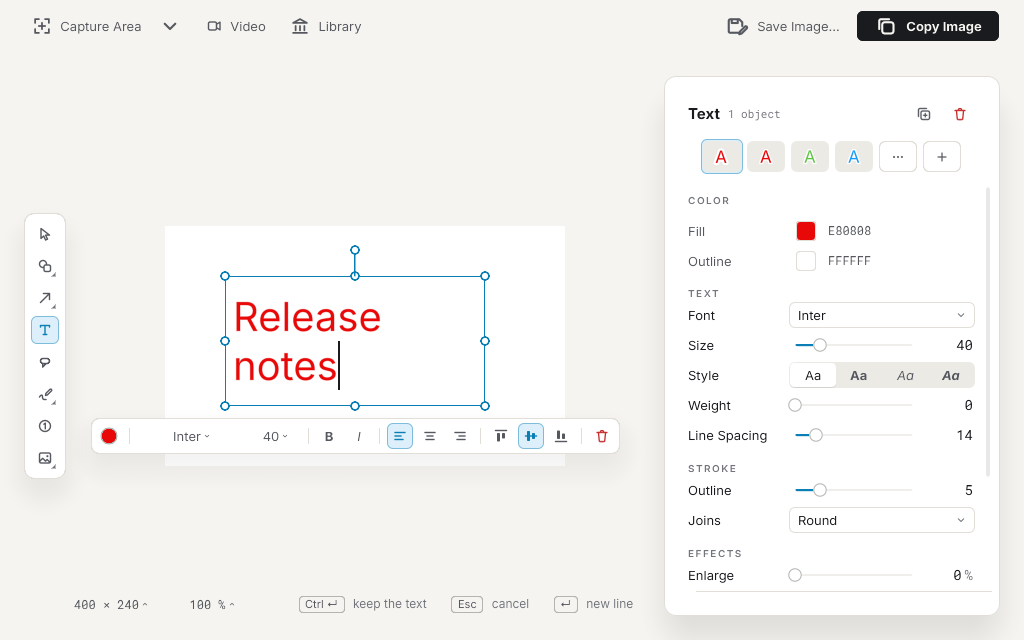 Capture Area
Video
Library
Save Image...
Copy Image
Text 1 object
A A A A ... +
COLOR
Fill E80808
Outline FFFFFF
TEXT
Font Inter
Size 40
Style Aa Aa Aa Aa
Weight 0
Line Spacing 14
STROKE
Outline 5
Joins Round
EFFECTS
Enlarge 0 %
T
1
Release
notes
Inter 40 B I
400 × 240
100 %
Ctrl ↵ keep the text
Esc cancel
↵ new line